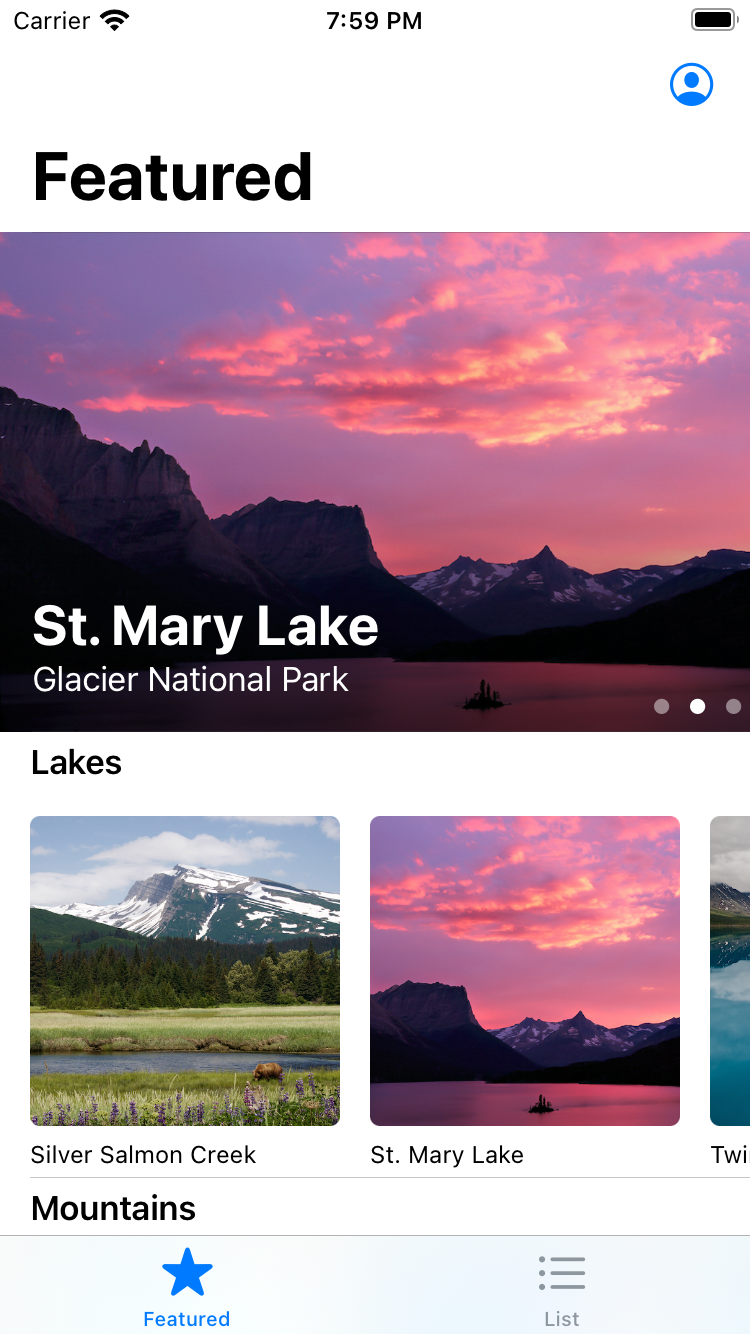 Carrier 7:59 PM
Featured
St. Mary Lake
Glacier National Park
Lakes
Silver Salmon Creek St. Mary Lake
Mountains
Featured List